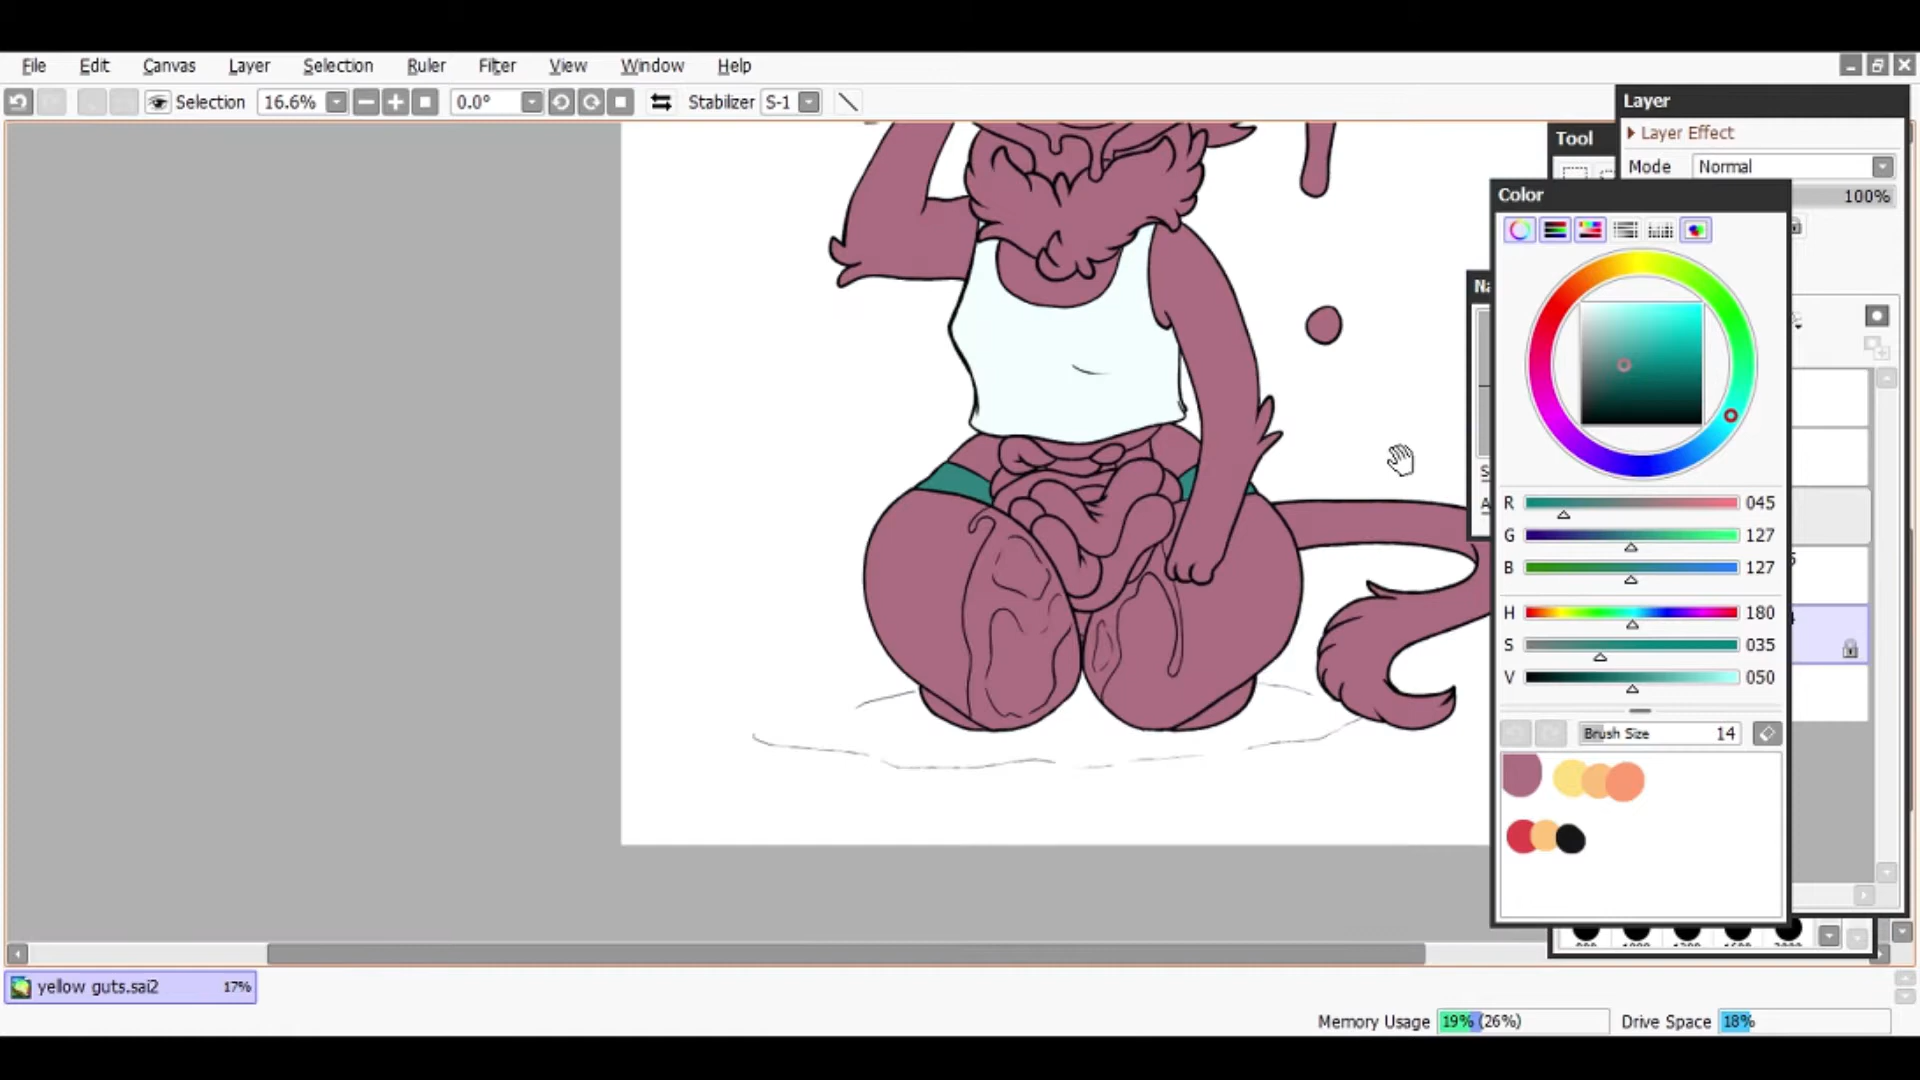 File Edit Canvas Layer Selection Ruler Filter View Window Help
Selection 16.6% 0.0° Stabilizer S-1
Layer
Layer Effect
Tool
Mode Normal
100%
Color
R 045
G 127
B 127
H 180
S 035
V 050
Brush Size 14
yellow guts.sai2 17%
Memory Usage 19% (26%) Drive Space 18%